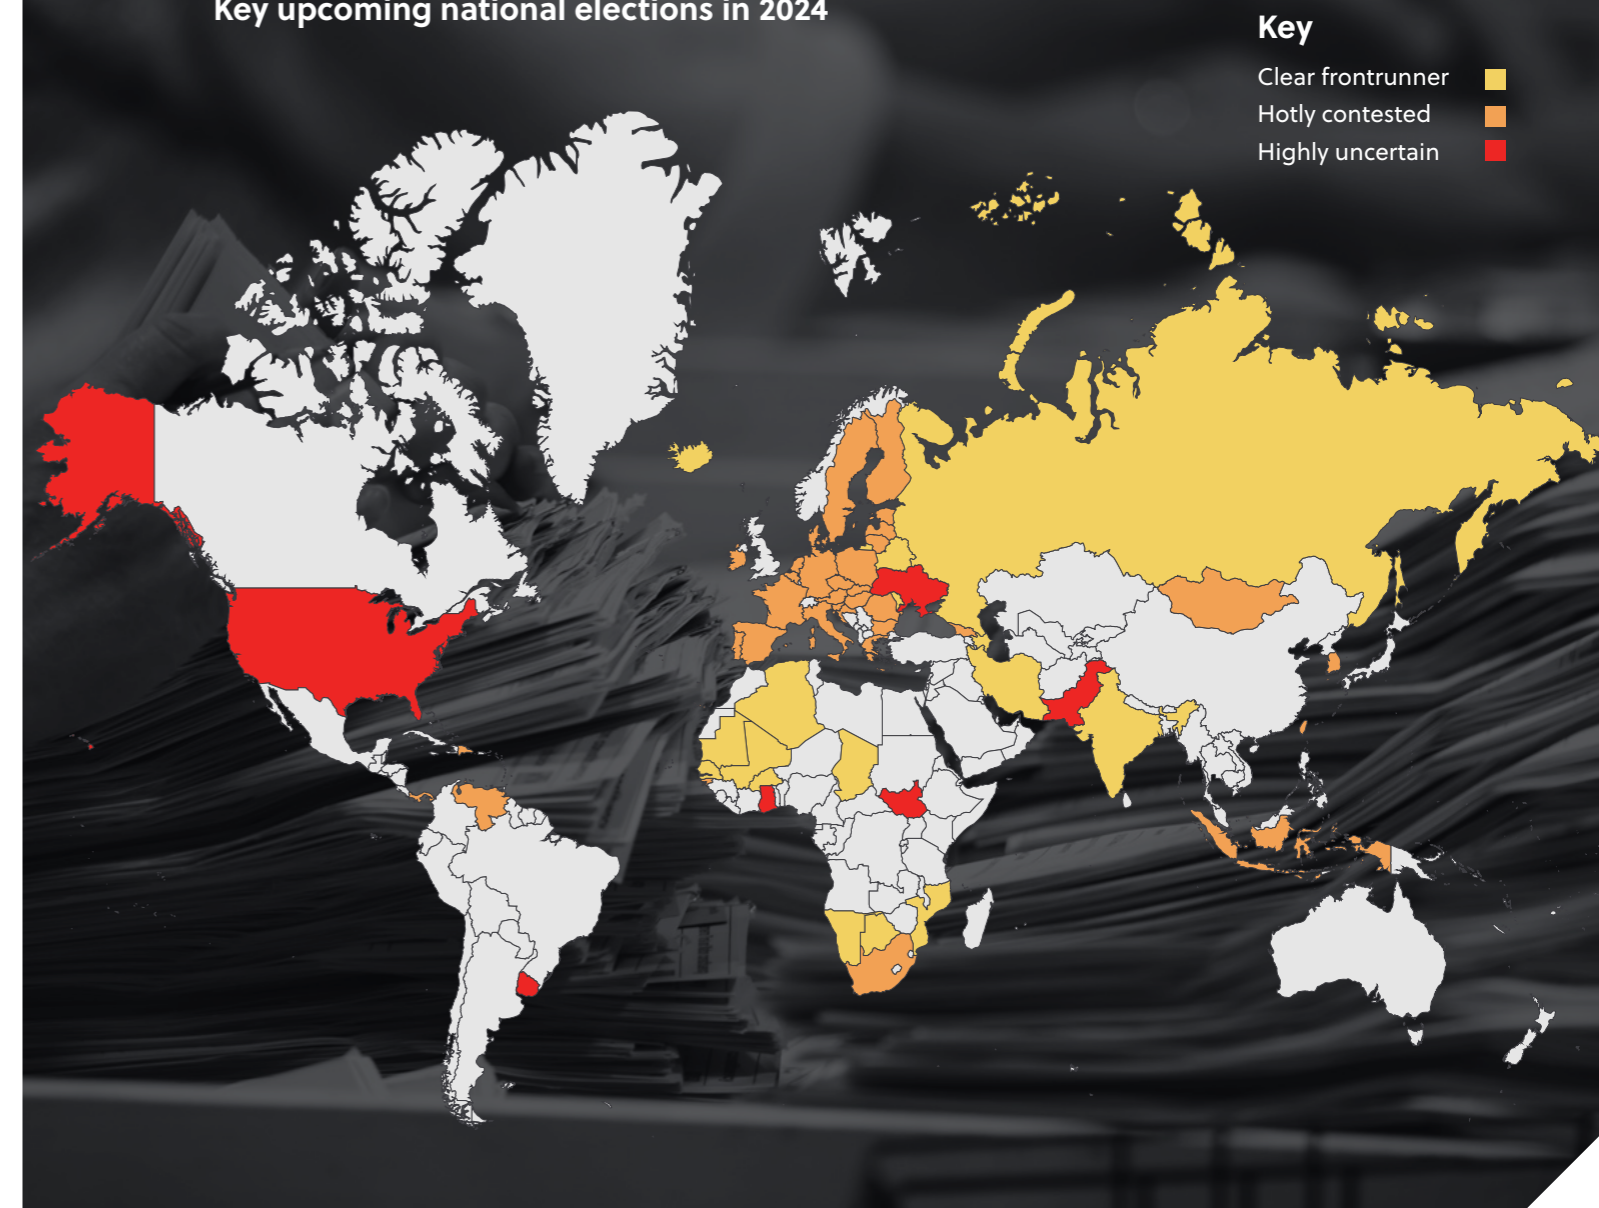 Key upcoming national elections in 2024
Key
Clear frontrunner
Hotly contested
Highly uncertain